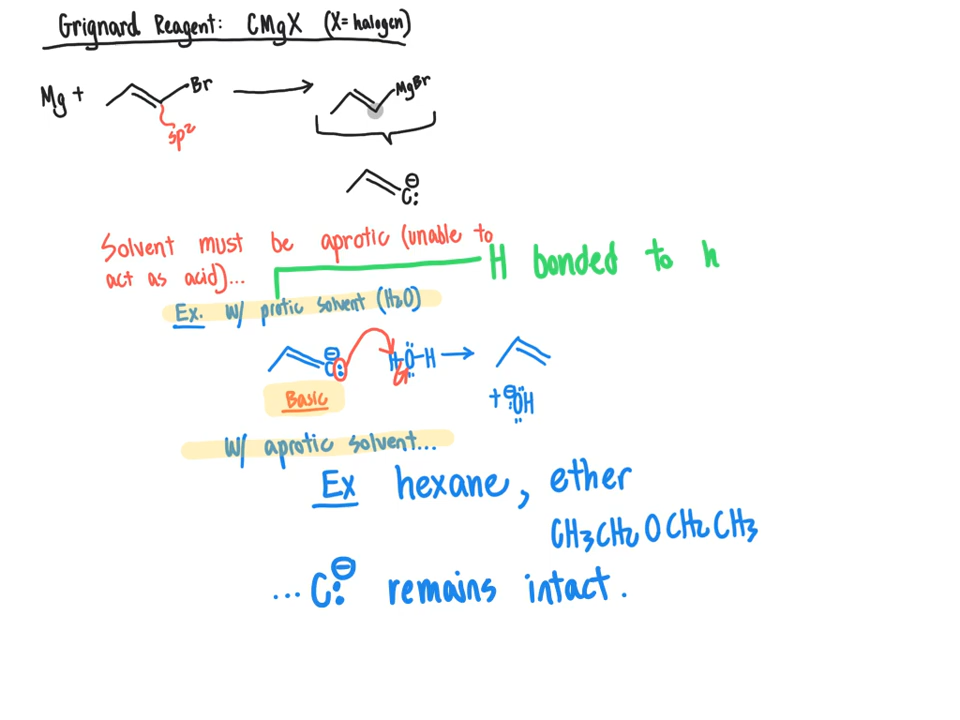 Grignard Reagent: CMgX (X=halogen)
Mg + Br MgBr
sp²
⊖
C:
Solvent must be aprotic (unable to
act as acid)...
H bonded to h
Ex. w/ protic solvent (H₂O)
⊖
C: H-Ö-H
Basic
+ ⊖:ÖH
w/ aprotic solvent...
Ex hexane, ether
CH₃CH₂OCH₂CH₃
... C:⊖ remains intact.